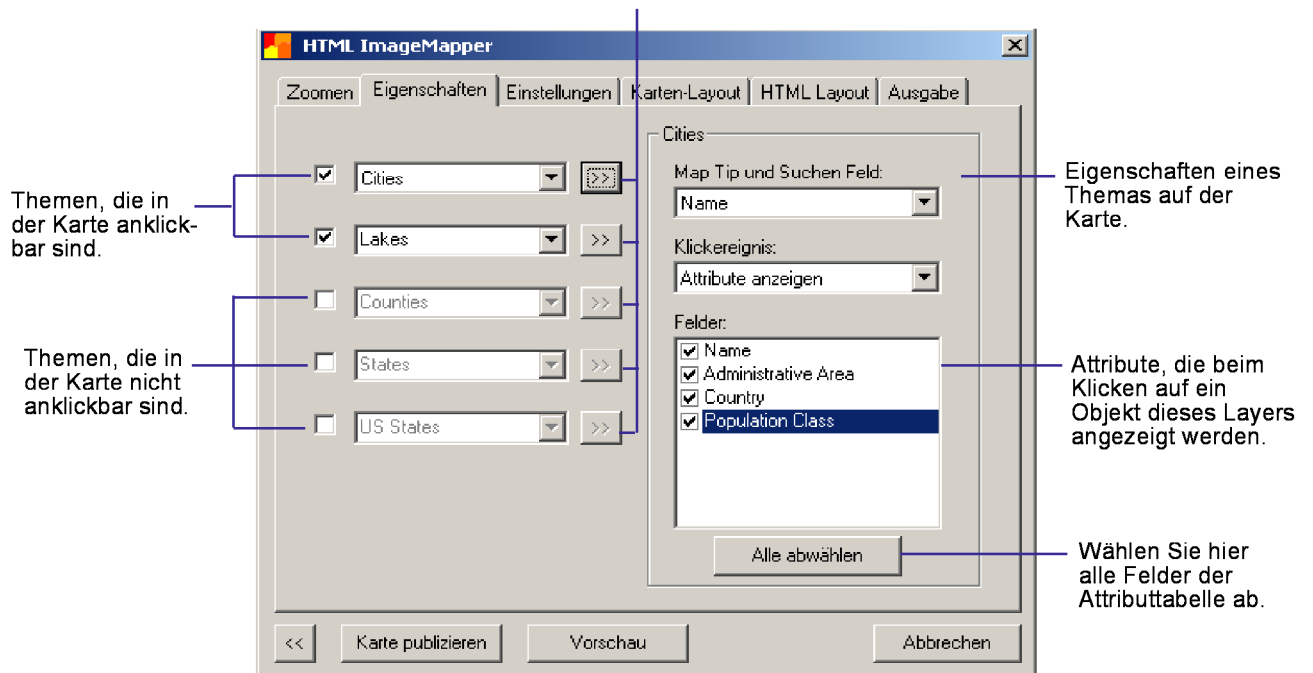 HTML ImageMapper
Zoomen Eigenschaften Einstellungen Karten-Layout HTML Layout Ausgabe
Themen, die in
der Karte anklick-
bar sind.
Cities >>
Lakes >>
Themen, die in
der Karte nicht
anklickbar sind.
Counties >>
States >>
US States >>
Cities
Map Tip und Suchen Feld:
Name
Klickereignis:
Attribute anzeigen
Felder:
Name
Administrative Area
Country
Population Class
Alle abwählen
Eigenschaften eines
Themas auf der
Karte.
Attribute, die beim
Klicken auf ein
Objekt dieses Layers
angezeigt werden.
Wählen Sie hier
alle Felder der
Attributtabelle ab.
<< Karte publizieren Vorschau Abbrechen